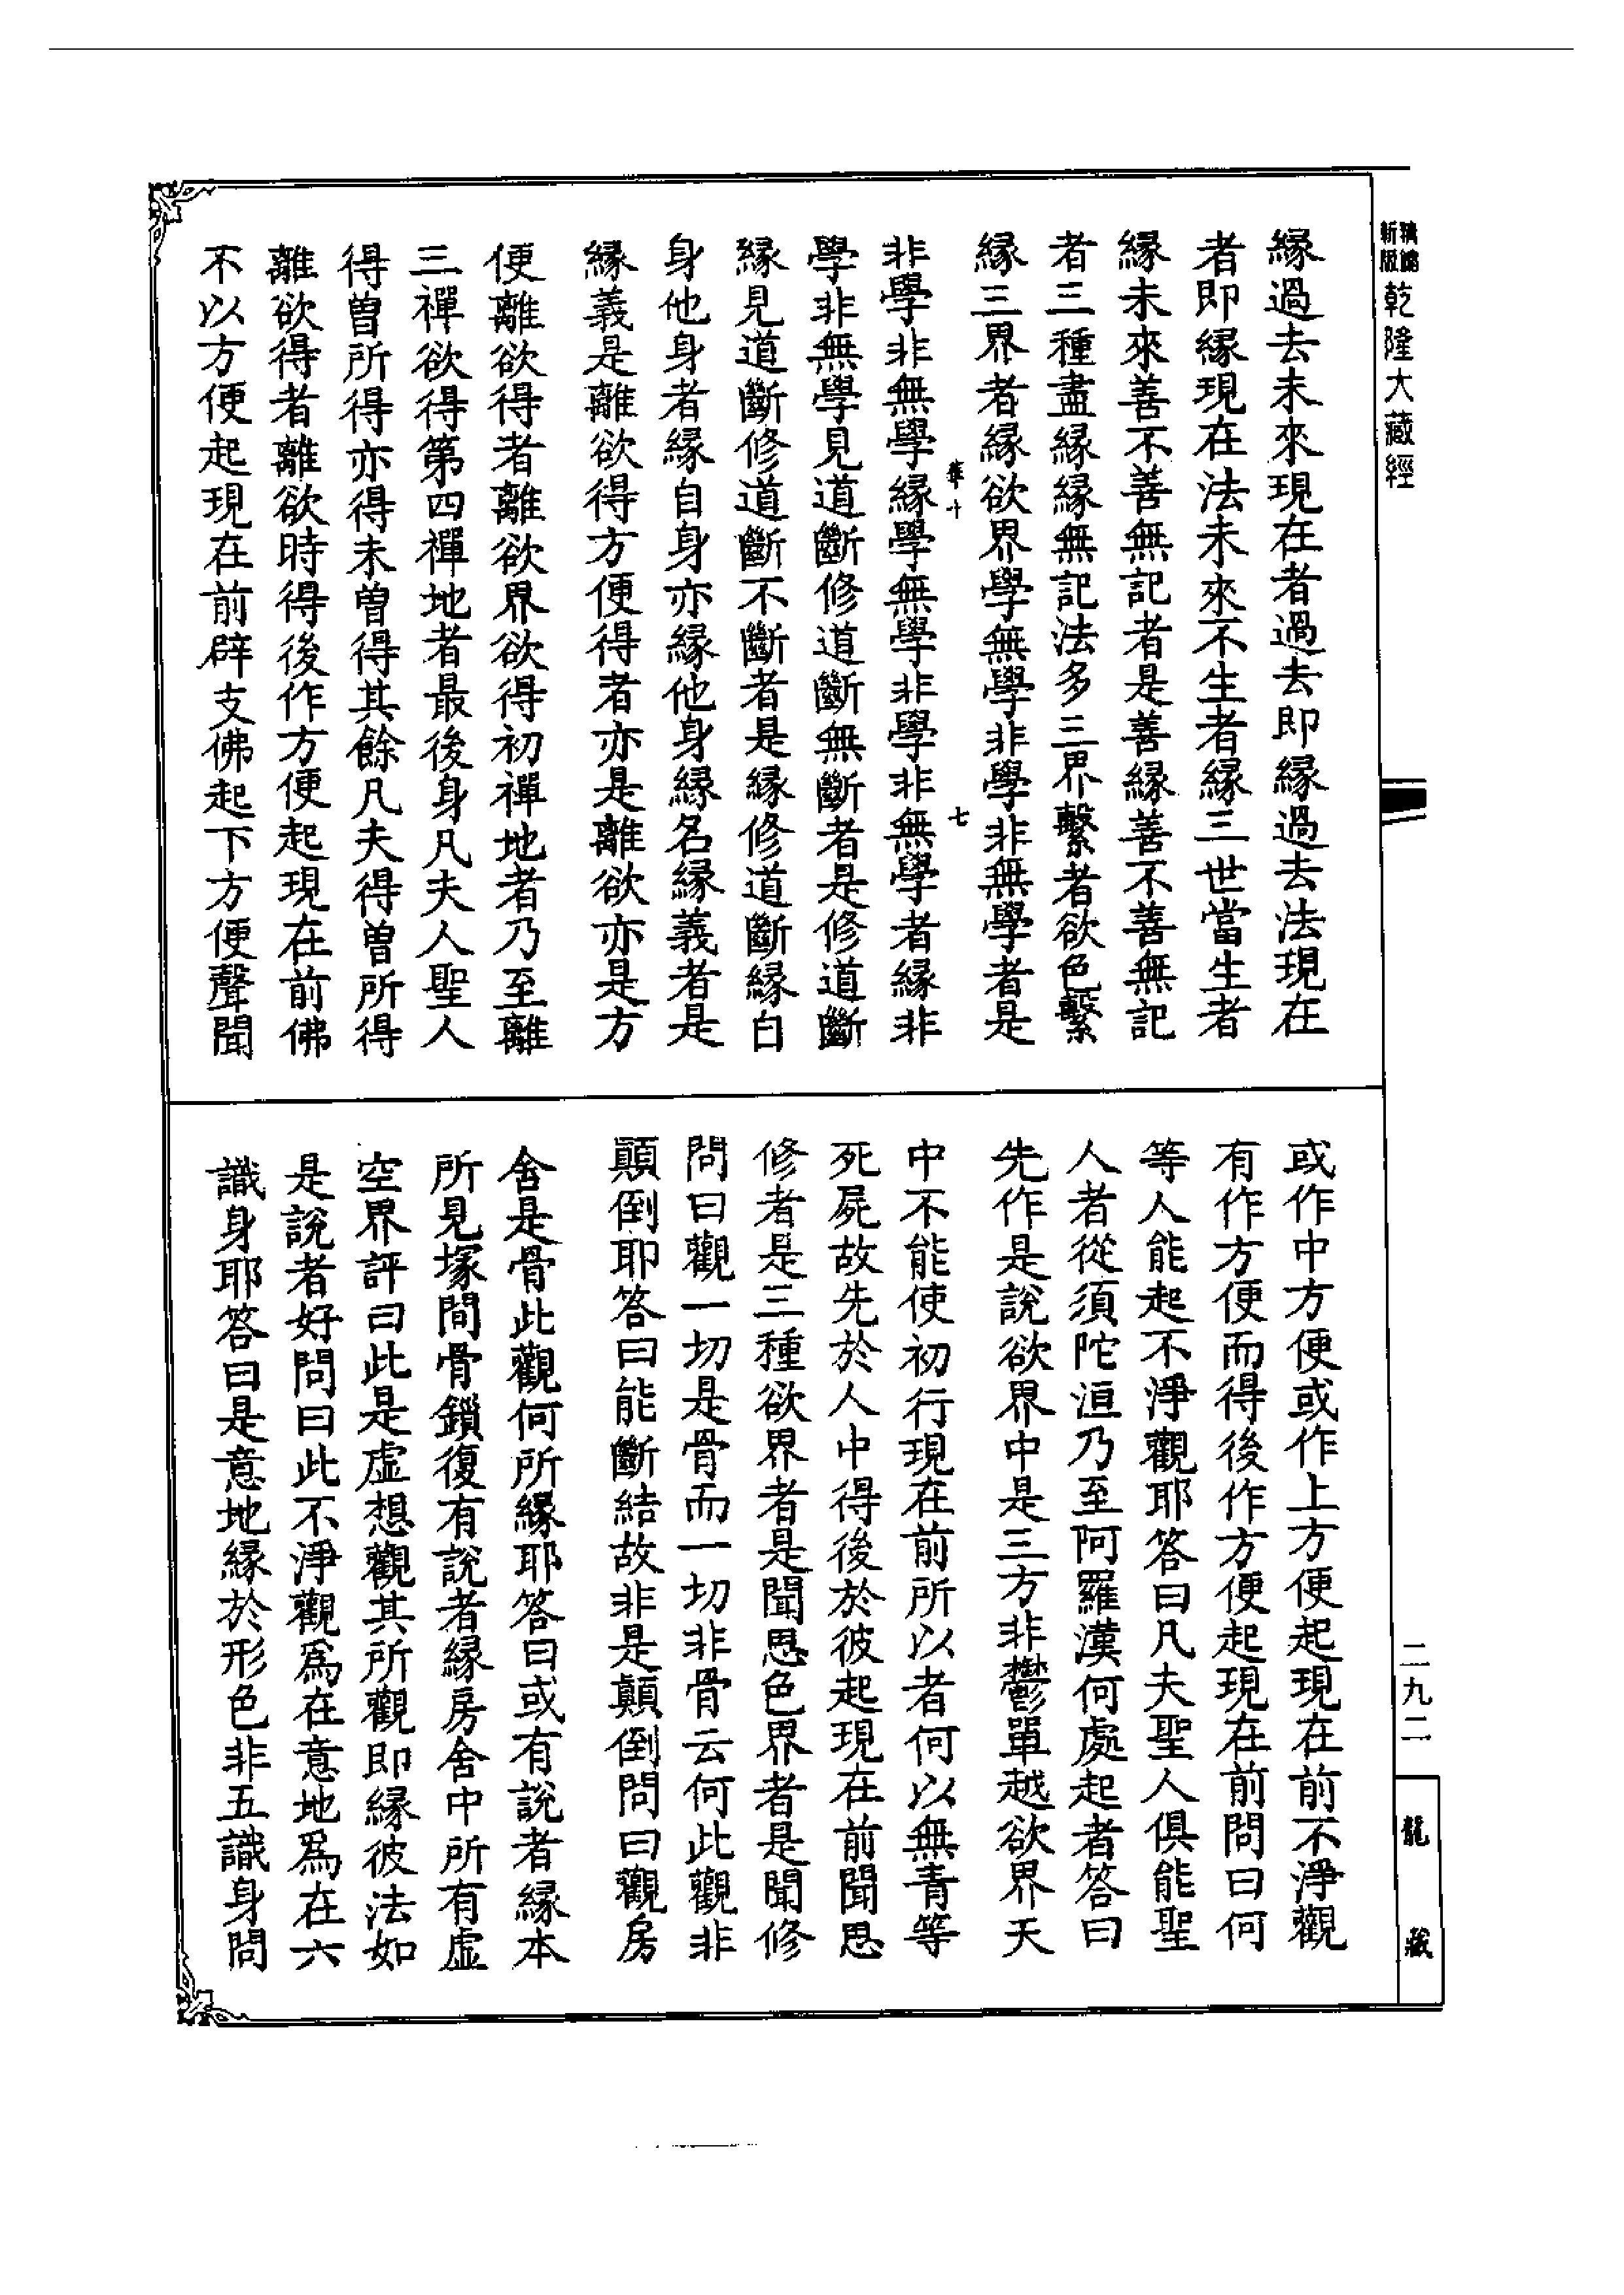 新版
乾隆大藏經
緣過去未來現在者過去即緣過去法現在
者即緣現在法未來不生者緣三世當生者
緣未來善不善無記者是善緣善不善無記
者三種盡緣緣無記法多三界繫者欲色繫
緣三界者緣欲界學無學非學非無學者是
十
七
非學非無學緣學無學非學非無學者緣非
學非無學見道斷修道斷無斷者是修道斷
緣見道斷修道斷不斷者是緣修道斷緣白
身他身者緣自身亦緣他身緣名緣義者是
緣義是離欲得方便得者亦是離欲亦是方
便離欲得者離欲界欲得初禪地者乃至離
三禪欲得第四禪地者最後身凡夫人聖人
得曾所得亦得未曾得其餘凡夫得曾所得
離欲得者離欲時得後作方便起現在前佛
不以方便起現在前辟支佛起下方便聲聞
或作中方便或作上方便起現在前不淨觀
有作方便而得後作方便起現在前問曰何
等人能起不淨觀耶答曰凡夫聖人俱能聖
人者從須陀洹乃至阿羅漢何處起者答曰
先作是說欲界中是三方非鬱單越欲界天
中不能使初行現在前所以者何以無青等
死屍故先於人中得後於彼起現在前聞思
修者是三種欲界者是聞思色界者是聞修
問曰觀一切是骨而一切非骨云何此觀非
顛倒耶答曰能斷結故非是顛倒問曰觀房
舍是骨此觀何所緣耶答曰或有說者緣本
所見塚間骨鎖復有說者緣房舍中所有虛
空界評曰此是虛想觀其所觀即緣彼法如
是說者好問曰此不淨觀為在意地為在六
識身耶答曰是意地緣於形色非五識身問
二九二
龍藏